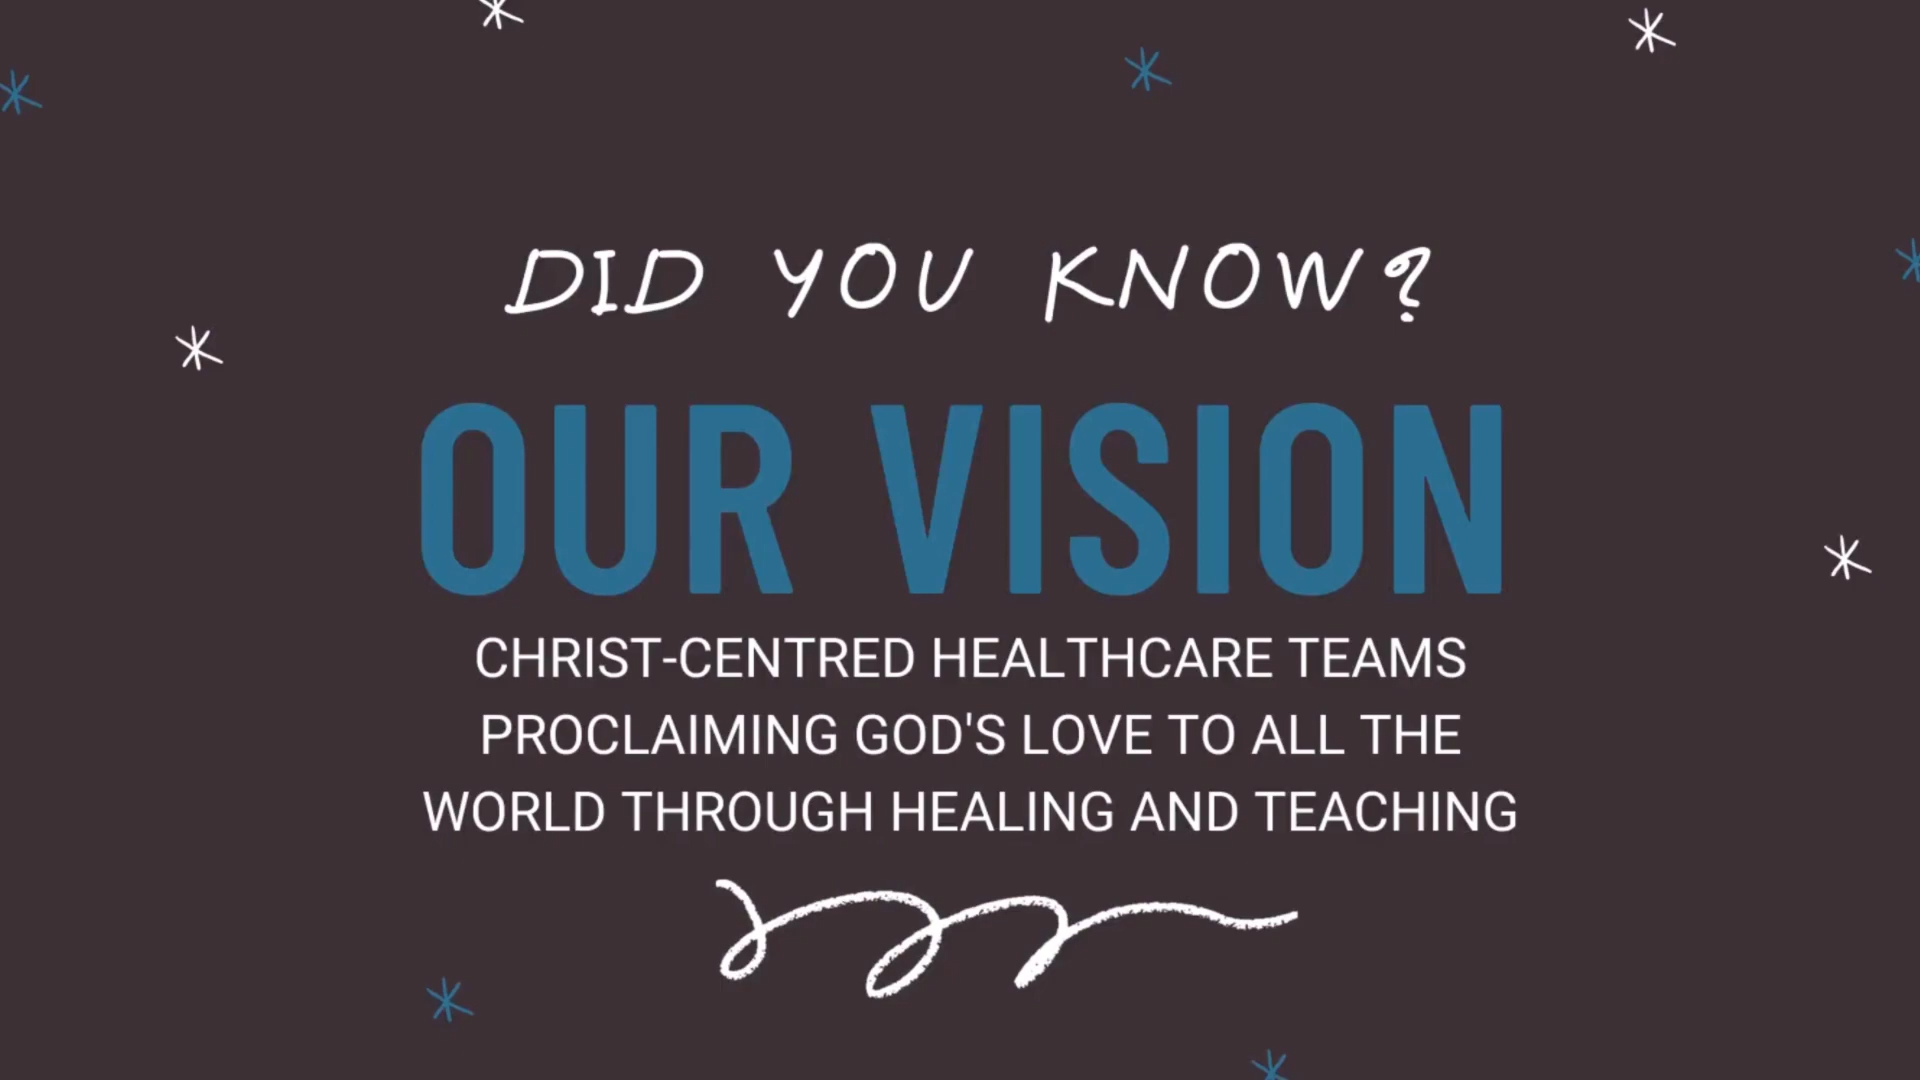 DID YOU KNOW?
OUR VISION
CHRIST-CENTRED HEALTHCARE TEAMS
PROCLAIMING GOD'S LOVE TO ALL THE
WORLD THROUGH HEALING AND TEACHING